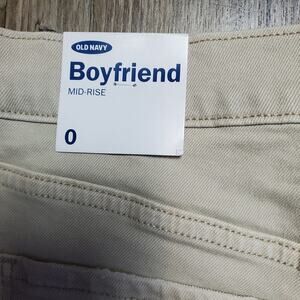 OLD NAVY
Boyfriend
MID-RISE
0